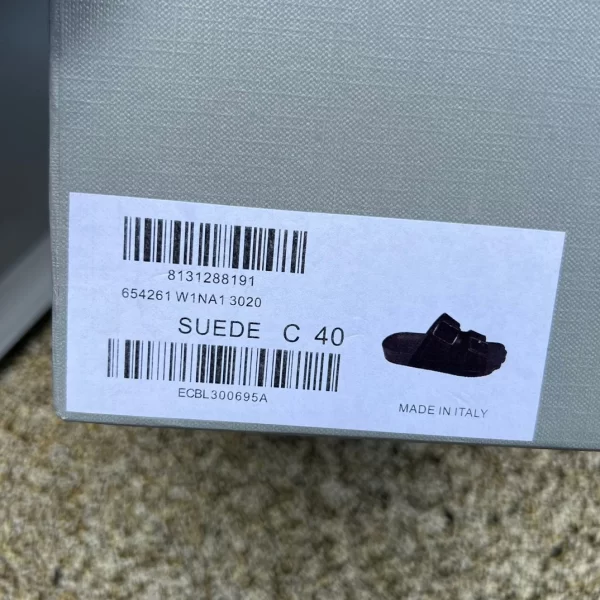 8131288191
654261 W1NA1 3020
SUEDE C 40
ECBL300695A
MADE IN ITALY